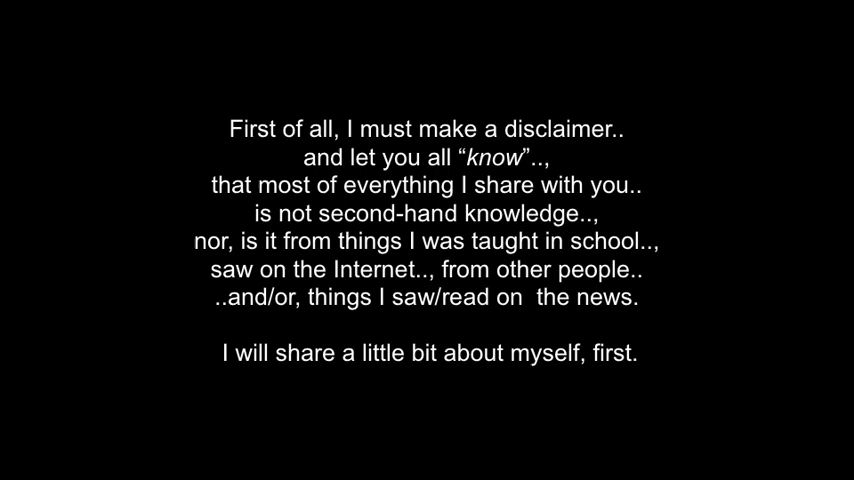 First of all, I must make a disclaimer..
and let you all “know”..,
that most of everything I share with you..
is not second-hand knowledge..,
nor, is it from things I was taught in school..,
saw on the Internet.., from other people..
..and/or, things I saw/read on  the news.
I will share a little bit about myself, first.